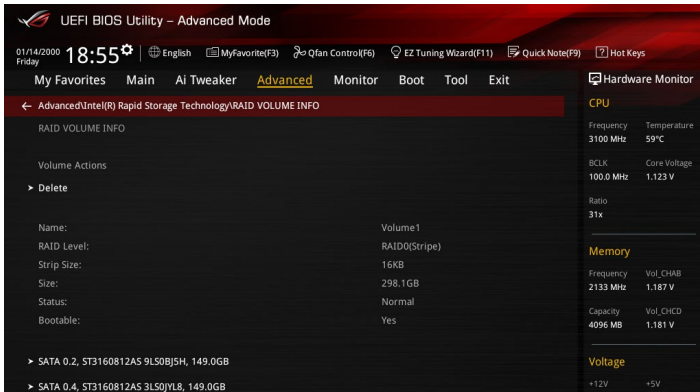 UEFI BIOS Utility – Advanced Mode
01/14/2000 Friday 18:55 English MyFavorite(F3) Qfan Control(F6) EZ Tuning Wizard(F11) Quick Note(F9) ? Hot Keys
My Favorites Main Ai Tweaker Advanced Monitor Boot Tool Exit Hardware Monitor
← Advanced\Intel(R) Rapid Storage Technology\RAID VOLUME INFO
CPU
RAID VOLUME INFO
Frequency Temperature
3100 MHz 59°C
Volume Actions
BCLK Core Voltage
100.0 MHz 1.123 V
> Delete
Ratio
31x
Name: Volume1
RAID Level: RAID0(Stripe)
Memory
Strip Size: 16KB
Frequency Vol_CHAB
2133 MHz 1.187 V
Size: 298.1GB
Status: Normal
Capacity Vol_CHCD
4096 MB 1.181 V
Bootable: Yes
> SATA 0.2, ST3160812AS 9LS0BJ5H, 149.0GB
Voltage
> SATA 0.4, ST3160812AS 3LS0JYL8, 149.0GB
+12V +5V